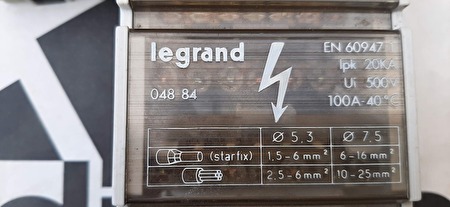 legrand
EN 60947
Ipk 20KA
Ui 500V
048 84
100A-40°C
Ø 5,3 Ø 7,5
(starfix) 1,5-6 mm² 6-16 mm²
2,5-6 mm² 10-25 mm²